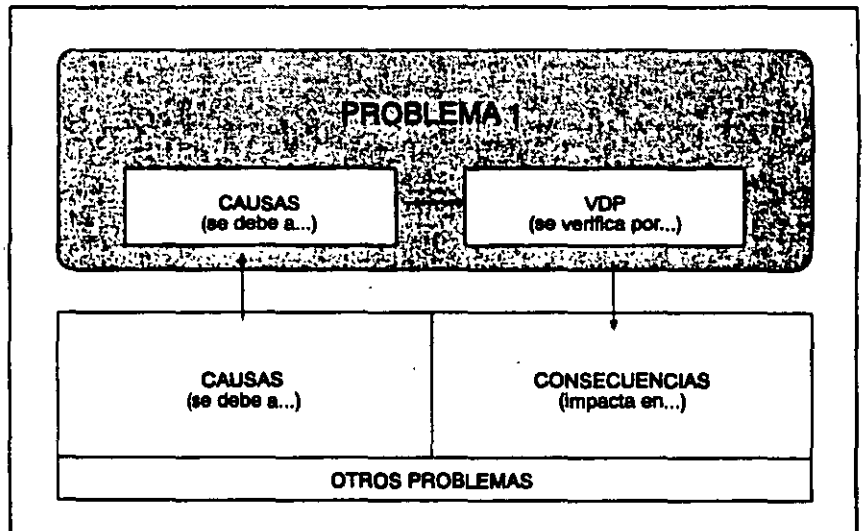 PROBLEMA 1
CAUSAS
(se debe a...)
VDP
(se verifica por...)
CAUSAS
(se debe a...)
CONSECUENCIAS
(impacta en...)
OTROS PROBLEMAS